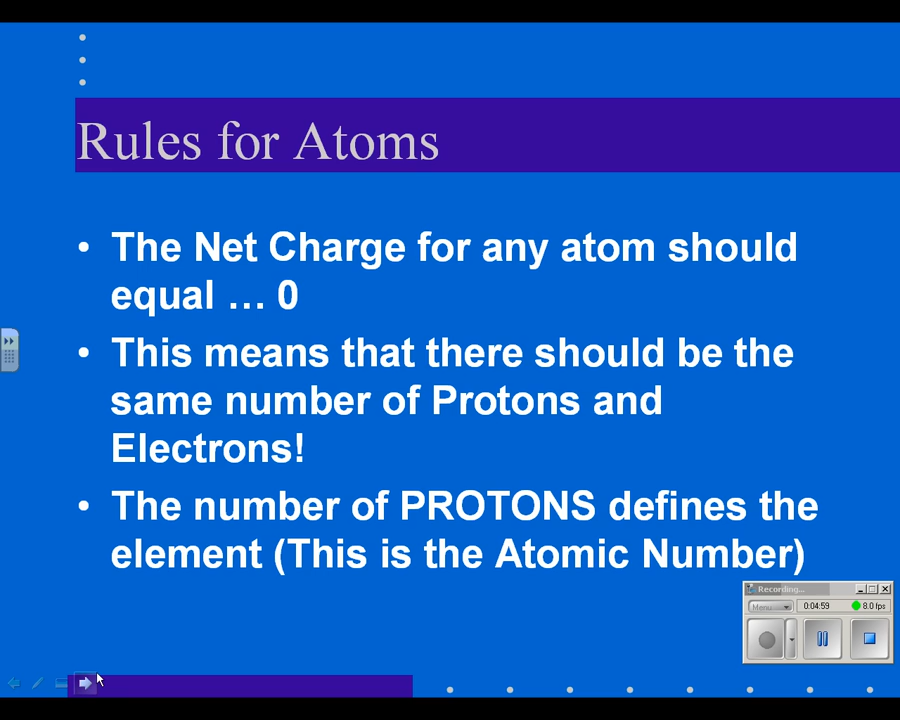 Rules for Atoms
• The Net Charge for any atom should
equal … 0
• This means that there should be the
same number of Protons and
Electrons!
• The number of PROTONS defines the
element (This is the Atomic Number)
Recording...
Menu 0:04:59 8.0 fps